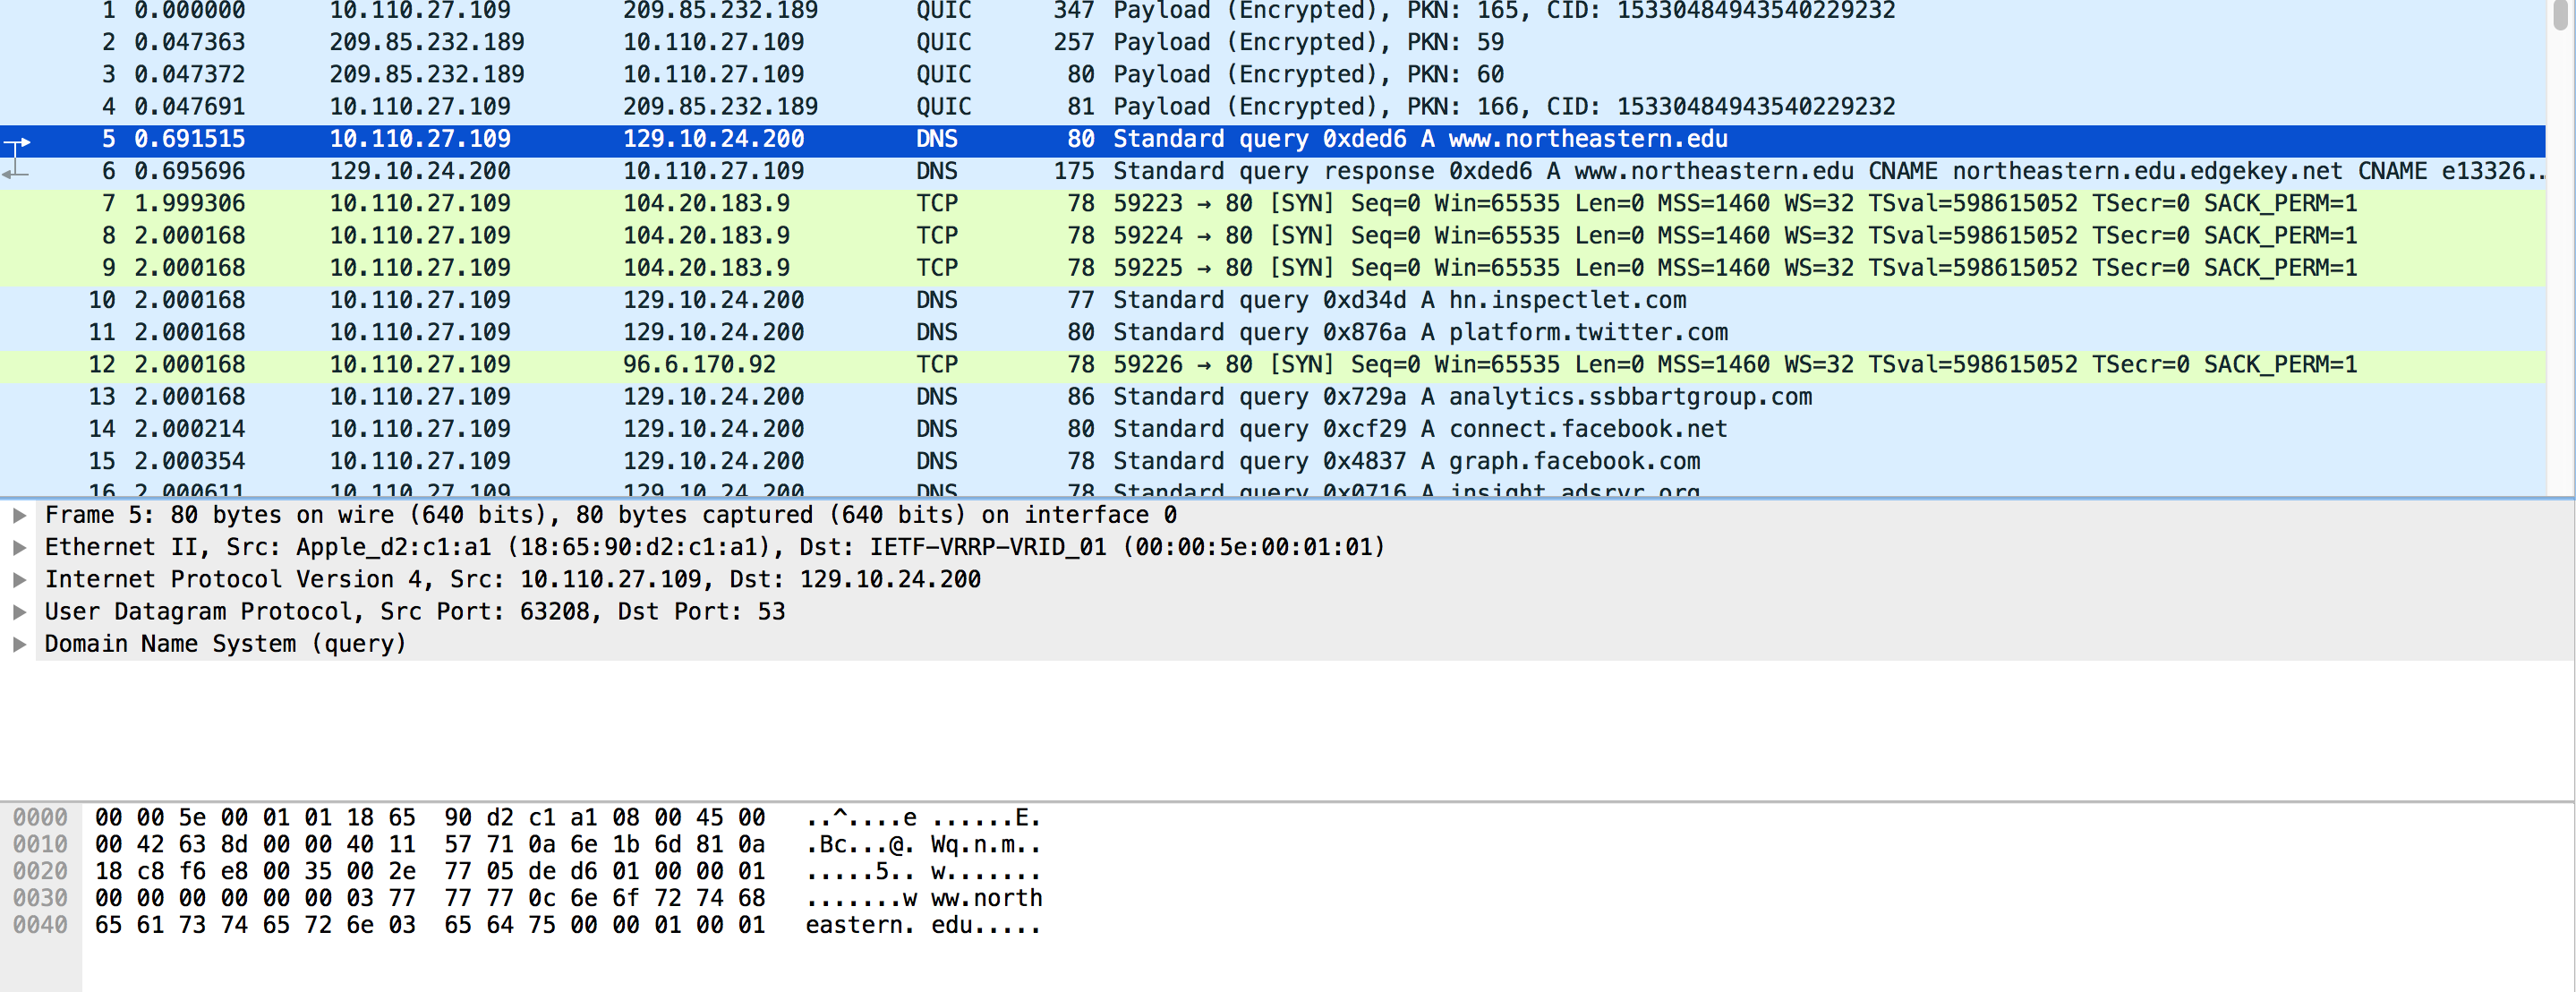 1 0.000000 10.110.27.109 209.85.232.189 QUIC 347 Payload (Encrypted), PKN: 165, CID: 15330484943540229232
2 0.047363 209.85.232.189 10.110.27.109 QUIC 257 Payload (Encrypted), PKN: 59
3 0.047372 209.85.232.189 10.110.27.109 QUIC 80 Payload (Encrypted), PKN: 60
4 0.047691 10.110.27.109 209.85.232.189 QUIC 81 Payload (Encrypted), PKN: 166, CID: 15330484943540229232
5 0.691515 10.110.27.109 129.10.24.200 DNS 80 Standard query 0xded6 A www.northeastern.edu
6 0.695696 129.10.24.200 10.110.27.109 DNS 175 Standard query response 0xded6 A www.northeastern.edu CNAME northeastern.edu.edgekey.net CNAME e13326..
7 1.999306 10.110.27.109 104.20.183.9 TCP 78 59223 → 80 [SYN] Seq=0 Win=65535 Len=0 MSS=1460 WS=32 TSval=598615052 TSecr=0 SACK_PERM=1
8 2.000168 10.110.27.109 104.20.183.9 TCP 78 59224 → 80 [SYN] Seq=0 Win=65535 Len=0 MSS=1460 WS=32 TSval=598615052 TSecr=0 SACK_PERM=1
9 2.000168 10.110.27.109 104.20.183.9 TCP 78 59225 → 80 [SYN] Seq=0 Win=65535 Len=0 MSS=1460 WS=32 TSval=598615052 TSecr=0 SACK_PERM=1
10 2.000168 10.110.27.109 129.10.24.200 DNS 77 Standard query 0xd34d A hn.inspectlet.com
11 2.000168 10.110.27.109 129.10.24.200 DNS 80 Standard query 0x876a A platform.twitter.com
12 2.000168 10.110.27.109 96.6.170.92 TCP 78 59226 → 80 [SYN] Seq=0 Win=65535 Len=0 MSS=1460 WS=32 TSval=598615052 TSecr=0 SACK_PERM=1
13 2.000168 10.110.27.109 129.10.24.200 DNS 86 Standard query 0x729a A analytics.ssbbartgroup.com
14 2.000214 10.110.27.109 129.10.24.200 DNS 80 Standard query 0xcf29 A connect.facebook.net
15 2.000354 10.110.27.109 129.10.24.200 DNS 78 Standard query 0x4837 A graph.facebook.com
16 2.000611 10.110.27.109 129.10.24.200 DNS 78 Standard query 0x0716 A insight.adsrvr.org
Frame 5: 80 bytes on wire (640 bits), 80 bytes captured (640 bits) on interface 0
Ethernet II, Src: Apple_d2:c1:a1 (18:65:90:d2:c1:a1), Dst: IETF-VRRP-VRID_01 (00:00:5e:00:01:01)
Internet Protocol Version 4, Src: 10.110.27.109, Dst: 129.10.24.200
User Datagram Protocol, Src Port: 63208, Dst Port: 53
Domain Name System (query)
0000 00 00 5e 00 01 01 18 65 90 d2 c1 a1 08 00 45 00 ..^....e ......E.
0010 00 42 63 8d 00 00 40 11 57 71 0a 6e 1b 6d 81 0a .Bc...@. Wq.n.m..
0020 18 c8 f6 e8 00 35 00 2e 77 05 de d6 01 00 00 01 .....5.. w.......
0030 00 00 00 00 00 00 03 77 77 77 0c 6e 6f 72 74 68 .......w ww.north
0040 65 61 73 74 65 72 6e 03 65 64 75 00 00 01 00 01 eastern. edu.....